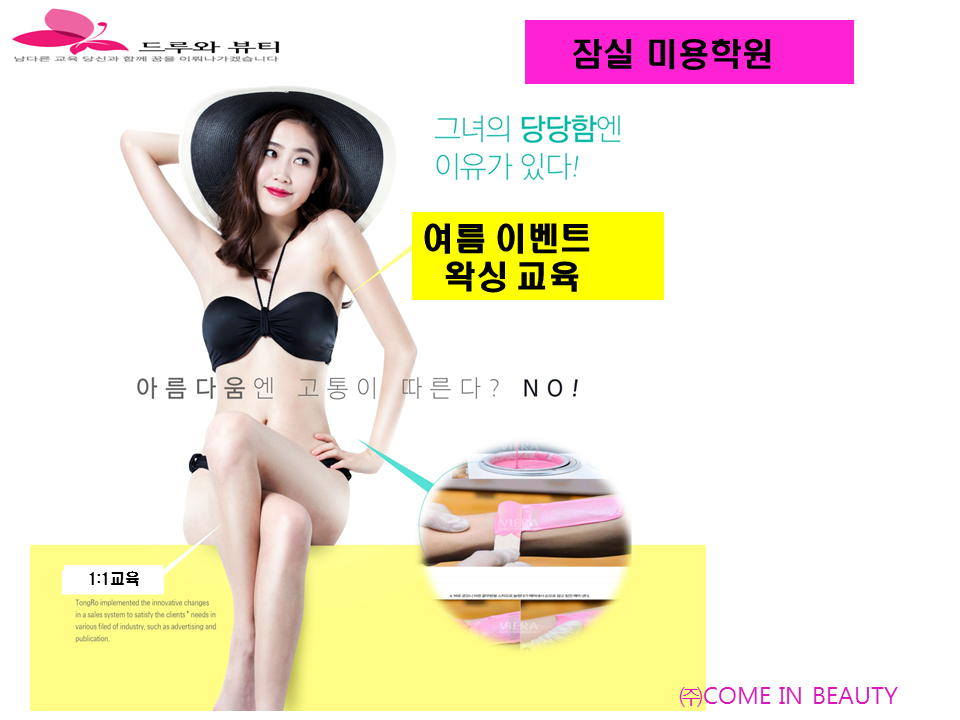 드루와 뷰티
남다른 교육 당신과 함께 꿈을 이뤄나가겠습니다
잠실 미용학원
그녀의 당당함엔
이유가 있다!
여름 이벤트
왁싱 교육
아름다움엔 고통이 따른다? NO!
VIERA
VIERA
VIERA
1:1교육
TongRo implemented the innovative changes
in a sales system to satisfy the clients' needs in
various filed of industry, such as advertising and
publication.
㈜COME IN BEAUTY